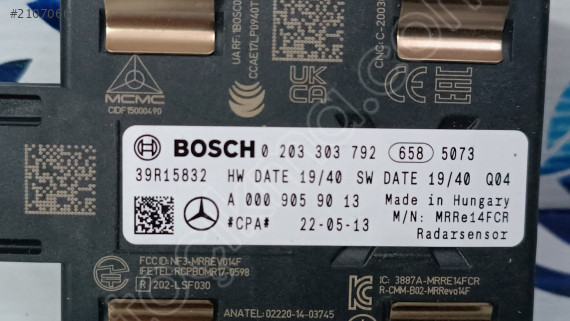 #210706
UARF: 1BOSC0
CCAE17LP0940T
CNC: C-2003
MCMC
CIDF15000490
UK CA
BOSCH 0 203 303 792 658 5073
39R15832 HW DATE 19/40 SW DATE 19/40 Q04
A 000 905 90 13 Made in Hungary
#CPA# 22-05-13 M/N: MRRe14FCR
Radarsensor
FCC ID: NF3-MRREVO14F
IFETEL: RCPBOMR17-0598
R 202-LSF030
IC: 3887A-MRRE14FCR
R-CMM-B02-MRRevo14F
ANATEL: 02220-14-03745